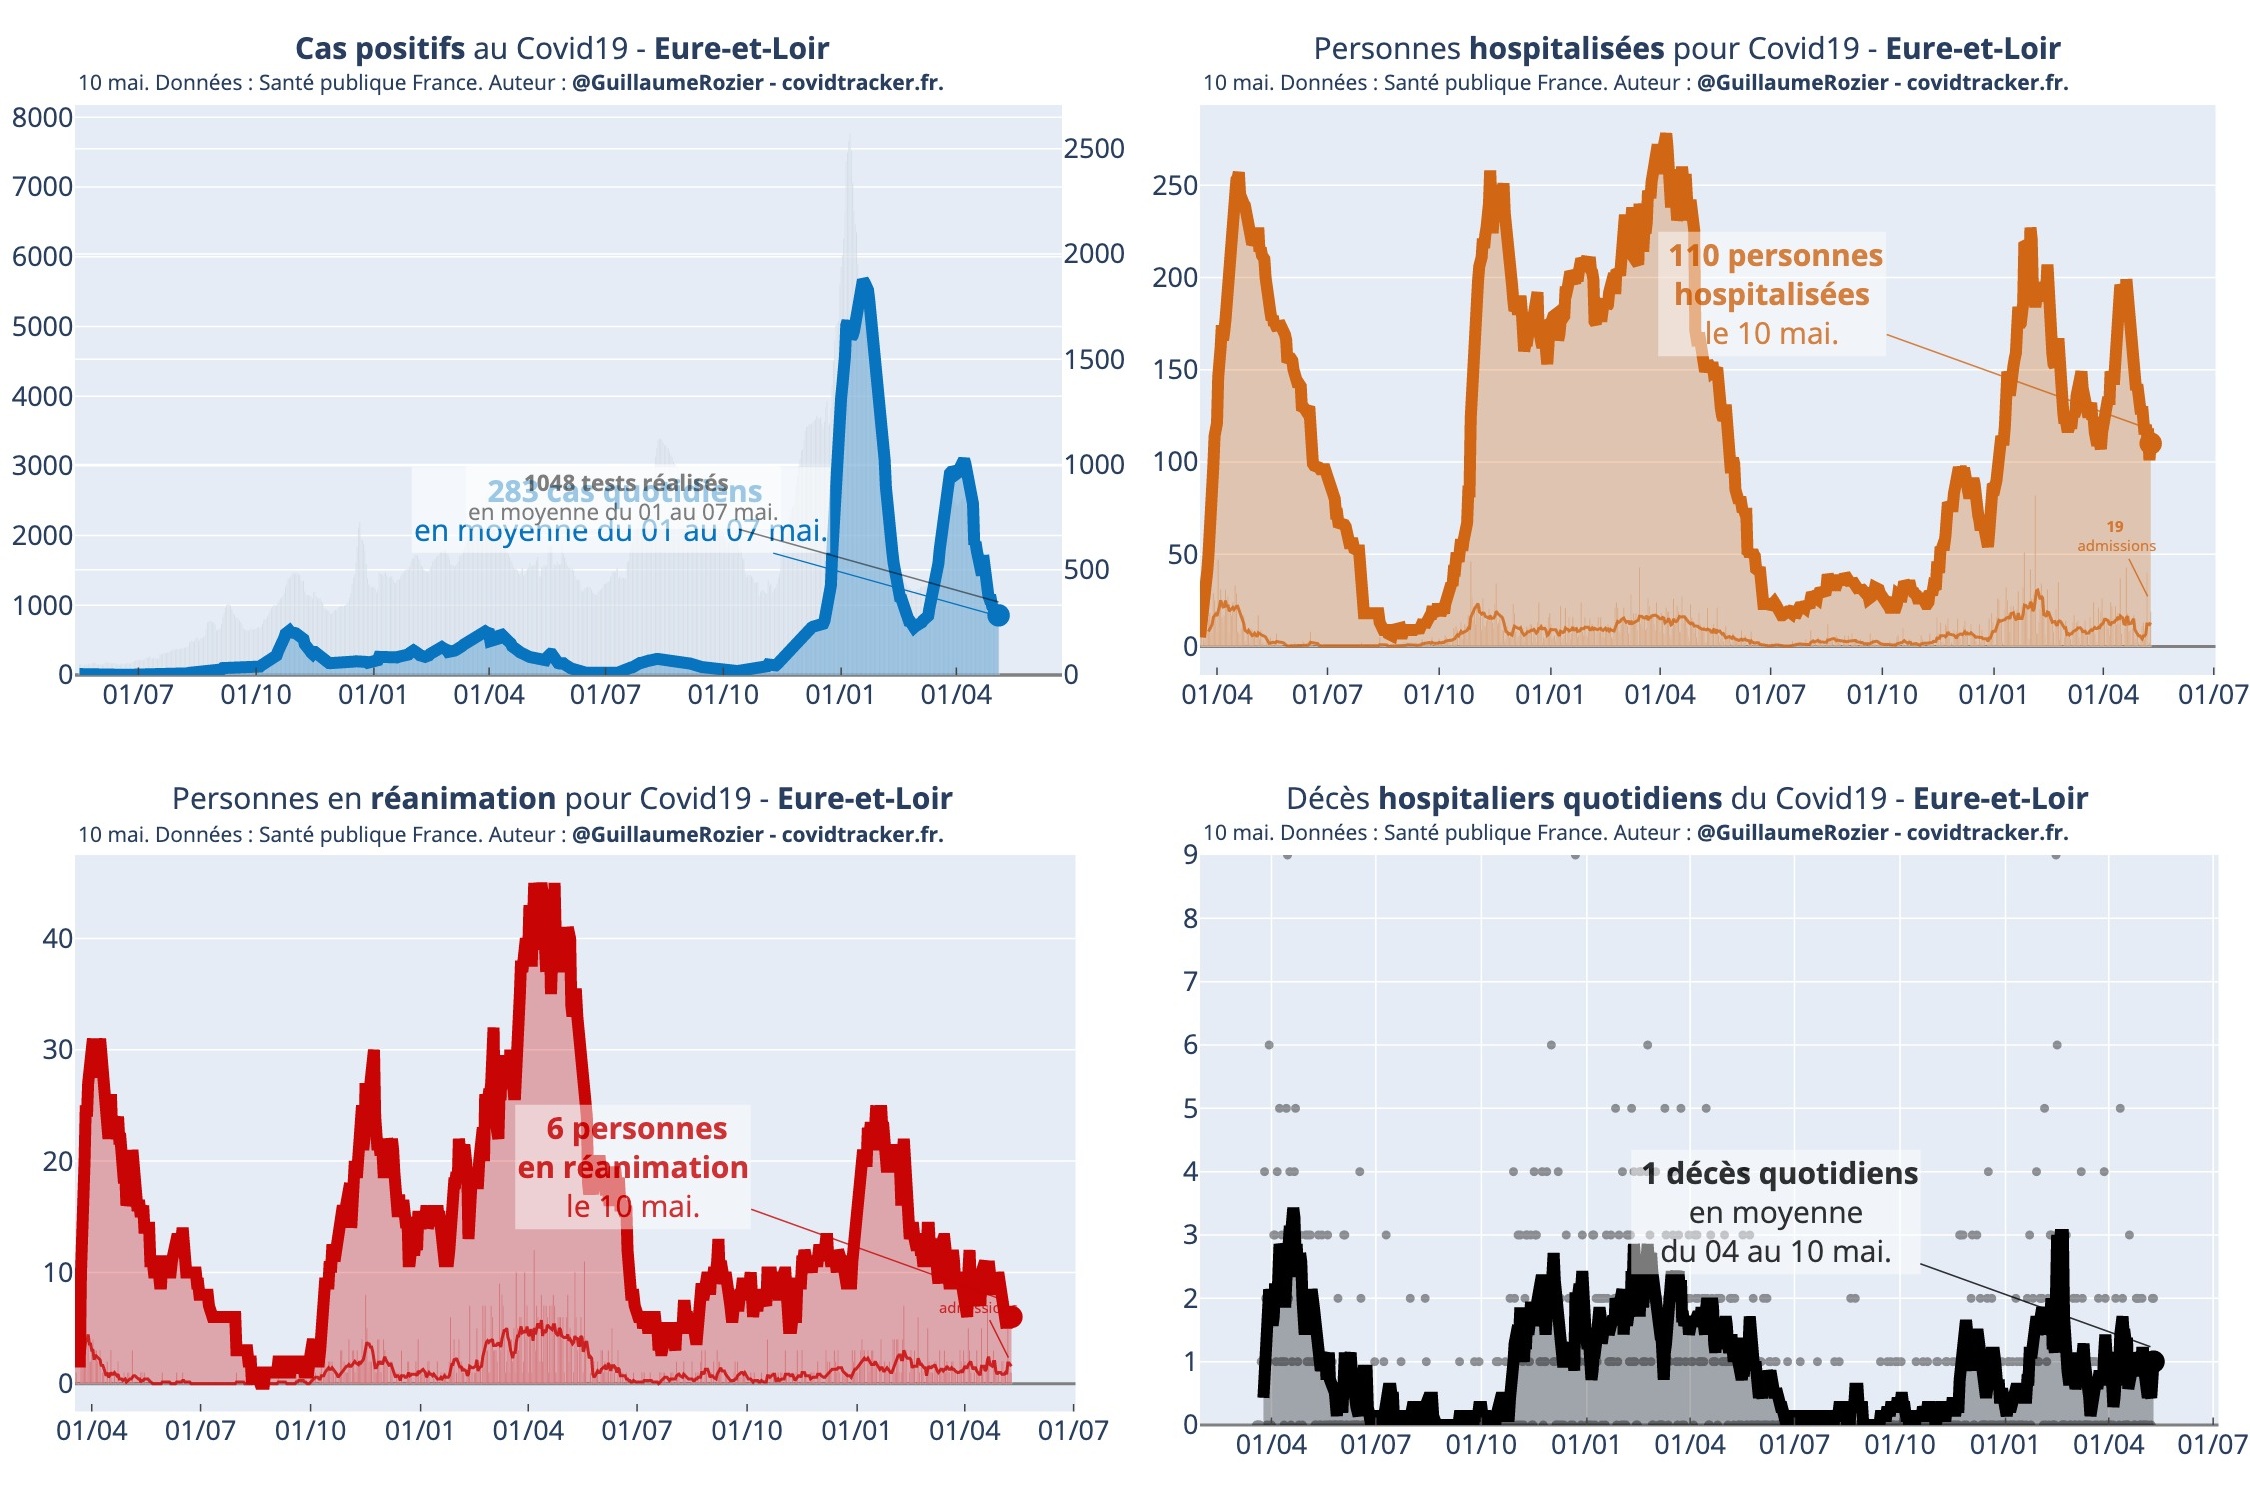 Cas positifs au Covid19 - Eure-et-Loir
10 mai. Données : Santé publique France. Auteur : @GuillaumeRozier - covidtracker.fr.
8000
7000
6000
5000
4000
3000
2000
1000
0
2500
2000
1500
1000
500
0
1048 tests réalisés
283 cas quotidiens
en moyenne du 01 au 07 mai.
en moyenne du 01 au 07 mai.
01/07 01/10 01/01 01/04 01/07 01/10 01/01 01/04
Personnes hospitalisées pour Covid19 - Eure-et-Loir
10 mai. Données : Santé publique France. Auteur : @GuillaumeRozier - covidtracker.fr.
250
200
150
100
50
0
110 personnes
hospitalisées
le 10 mai.
19
admissions
01/04 01/07 01/10 01/01 01/04 01/07 01/10 01/01 01/04 01/07
Personnes en réanimation pour Covid19 - Eure-et-Loir
10 mai. Données : Santé publique France. Auteur : @GuillaumeRozier - covidtracker.fr.
40
30
20
10
0
6 personnes
en réanimation
le 10 mai.
01/04 01/07 01/10 01/01 01/04 01/07 01/10 01/01 01/04 01/07
Décès hospitaliers quotidiens du Covid19 - Eure-et-Loir
10 mai. Données : Santé publique France. Auteur : @GuillaumeRozier - covidtracker.fr.
9
8
7
6
5
4
3
2
1
0
1 décès quotidiens
en moyenne
du 04 au 10 mai.
01/04 01/07 01/10 01/01 01/04 01/07 01/10 01/01 01/04 01/07